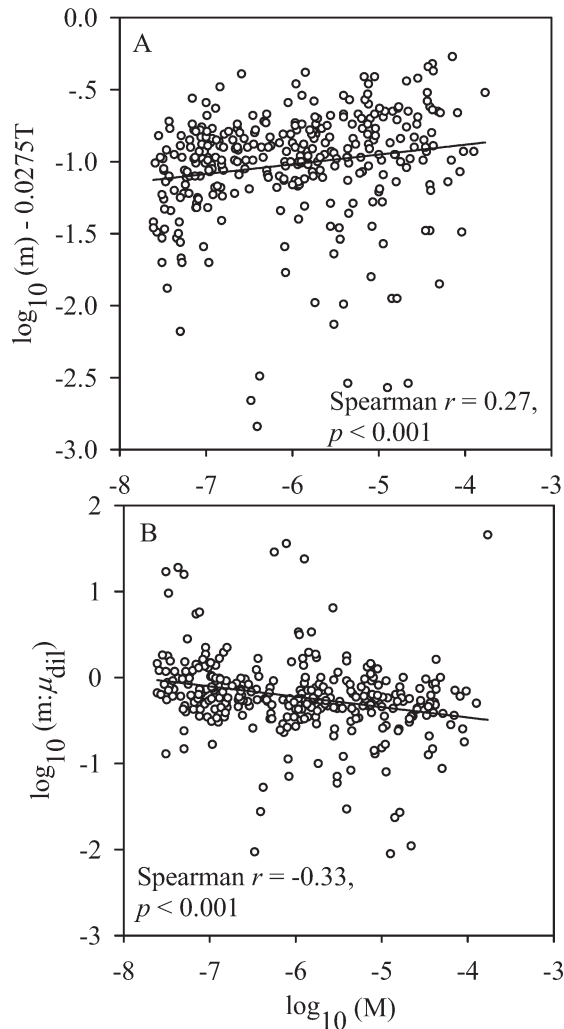 0.0
A
-.5
-1.0
-1.5
-2.0
-2.5
-3.0
log10 (m) - 0.0275T
Spearman r = 0.27,
p < 0.001
-8 -7 -6 -5 -4 -3
2
B
1
0
-1
-2
-3
log10 (m:μdil)
Spearman r = -0.33,
p < 0.001
-8 -7 -6 -5 -4 -3
log10 (M)